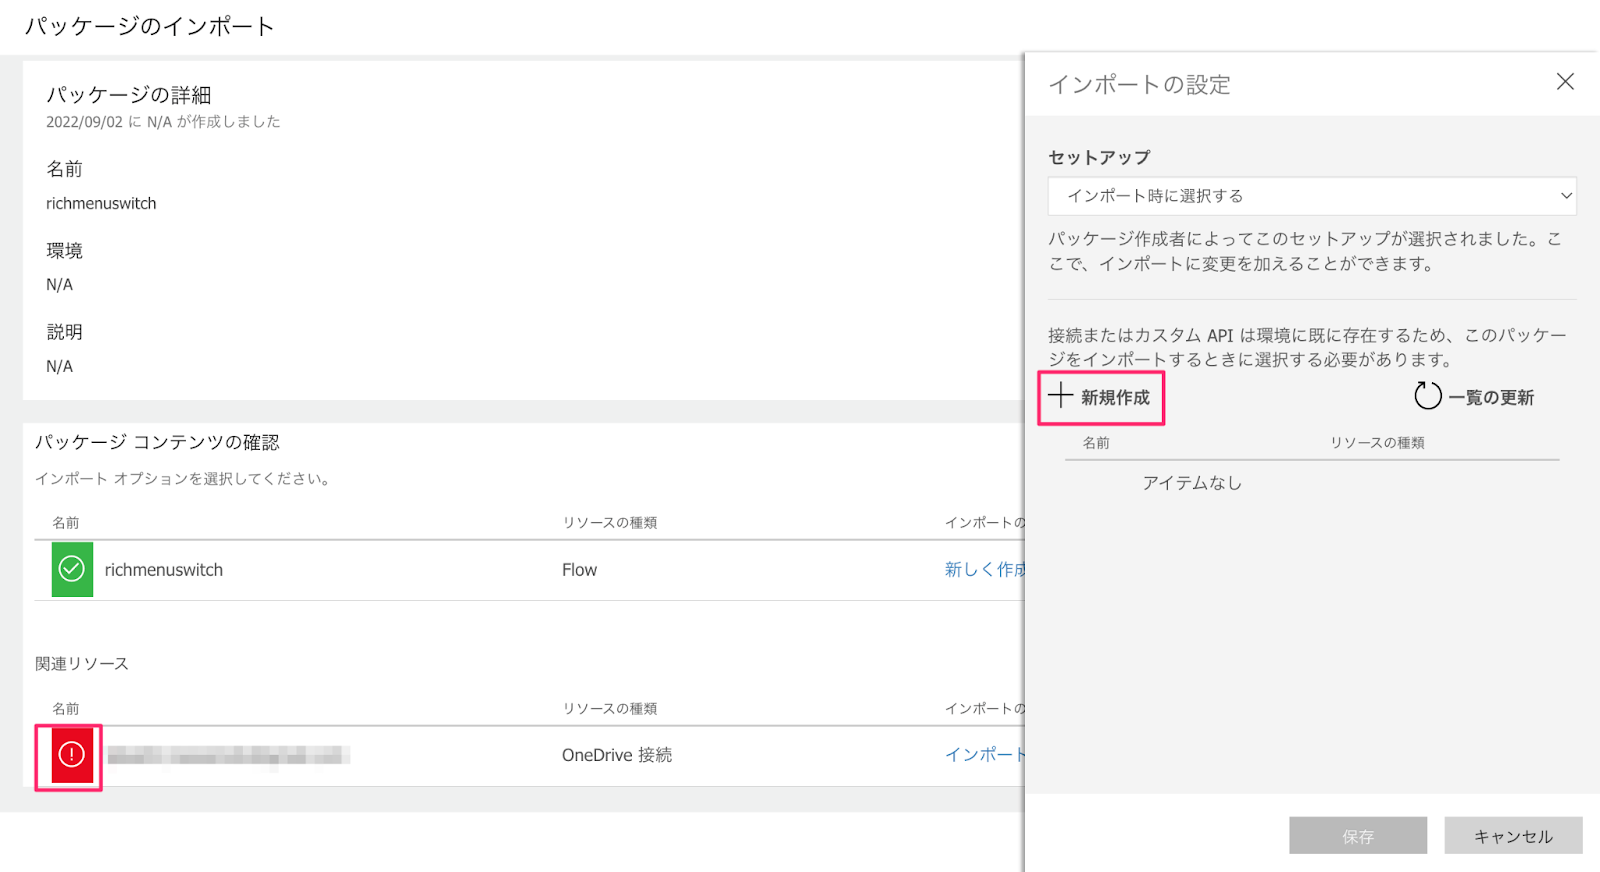 パッケージのインポート
パッケージの詳細
2022/09/02 に N/A が作成しました
名前
richmenuswitch
環境
N/A
説明
N/A
パッケージ コンテンツの確認
インポート オプションを選択してください。
名前 リソースの種類 インポートの
richmenuswitch Flow 新しく作成
関連リソース
名前 リソースの種類 インポートの
OneDrive 接続 インポート
インポートの設定
セットアップ
インポート時に選択する
パッケージ作成者によってこのセットアップが選択されました。こ
こで、インポートに変更を加えることができます。
接続またはカスタム API は環境に既に存在するため、このパッケー
ジをインポートするときに選択する必要があります。
新規作成 一覧の更新
名前 リソースの種類
アイテムなし
保存 キャンセル